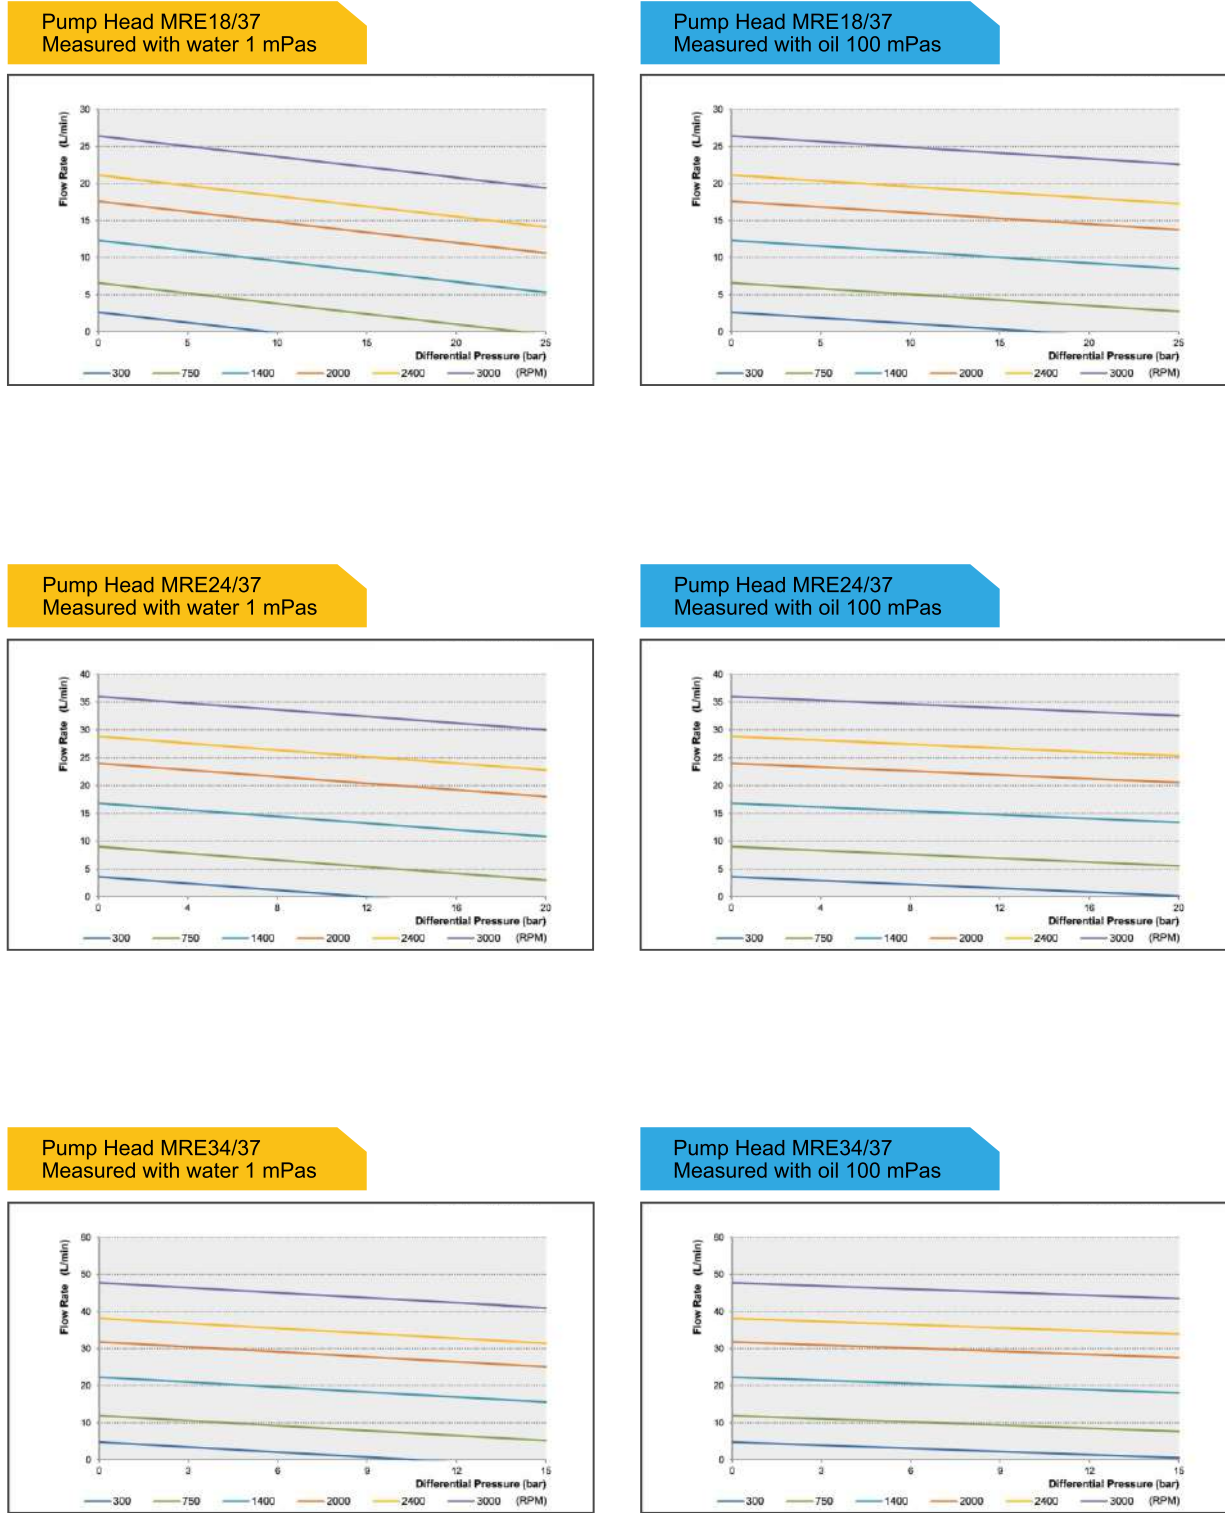 Pump Head MRE18/37
Measured with water 1 mPas
Flow Rate (L/min)
30
25
20
15
10
5
0
0 5 10 15 20 25
Differential Pressure (bar)
300 750 1400 2000 2400 3000 (RPM)
Pump Head MRE18/37
Measured with oil 100 mPas
Flow Rate (L/min)
30
25
20
15
10
5
0
0 5 10 15 20 25
Differential Pressure (bar)
300 750 1400 2000 2400 3000 (RPM)
Pump Head MRE24/37
Measured with water 1 mPas
Flow Rate (L/min)
40
35
30
25
20
15
10
5
0
0 4 8 12 16 20
Differential Pressure (bar)
300 750 1400 2000 2400 3000 (RPM)
Pump Head MRE24/37
Measured with oil 100 mPas
Flow Rate (L/min)
40
35
30
25
20
15
10
5
0
0 4 8 12 16 20
Differential Pressure (bar)
300 750 1400 2000 2400 3000 (RPM)
Pump Head MRE34/37
Measured with water 1 mPas
Flow Rate (L/min)
60
50
40
30
20
10
0
0 3 6 9 12 15
Differential Pressure (bar)
300 750 1400 2000 2400 3000 (RPM)
Pump Head MRE34/37
Measured with oil 100 mPas
Flow Rate (L/min)
60
50
40
30
20
10
0
0 3 6 9 12 15
Differential Pressure (bar)
300 750 1400 2000 2400 3000 (RPM)